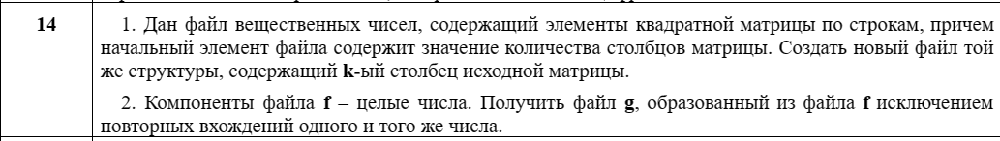 14
1. Дан файл вещественных чисел, содержащий элементы квадратной матрицы по строкам, причем
начальный элемент файла содержит значение количества столбцов матрицы. Создать новый файл той
же структуры, содержащий k-ый столбец исходной матрицы.
2. Компоненты файла f – целые числа. Получить файл g, образованный из файла f исключением
повторных вхождений одного и того же числа.